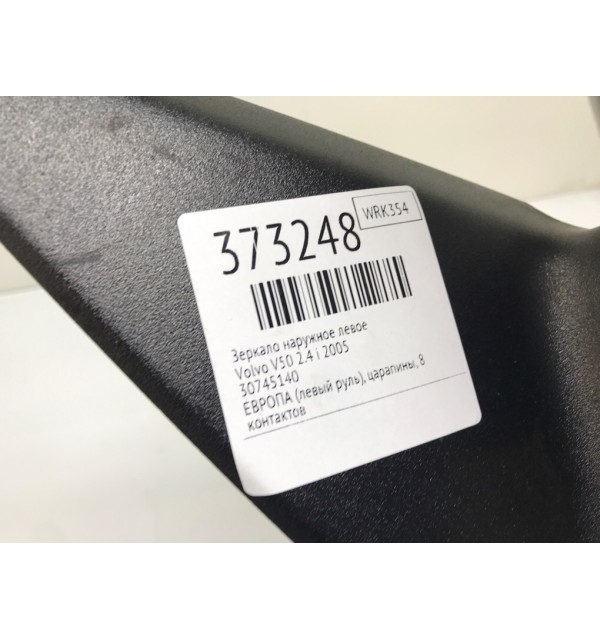 373248
WRK354
Зеркало наружное левое
Volvo V50 2.4 i 2005
30745140
ЕВРОПА (левый руль), царапины, 8
контактов